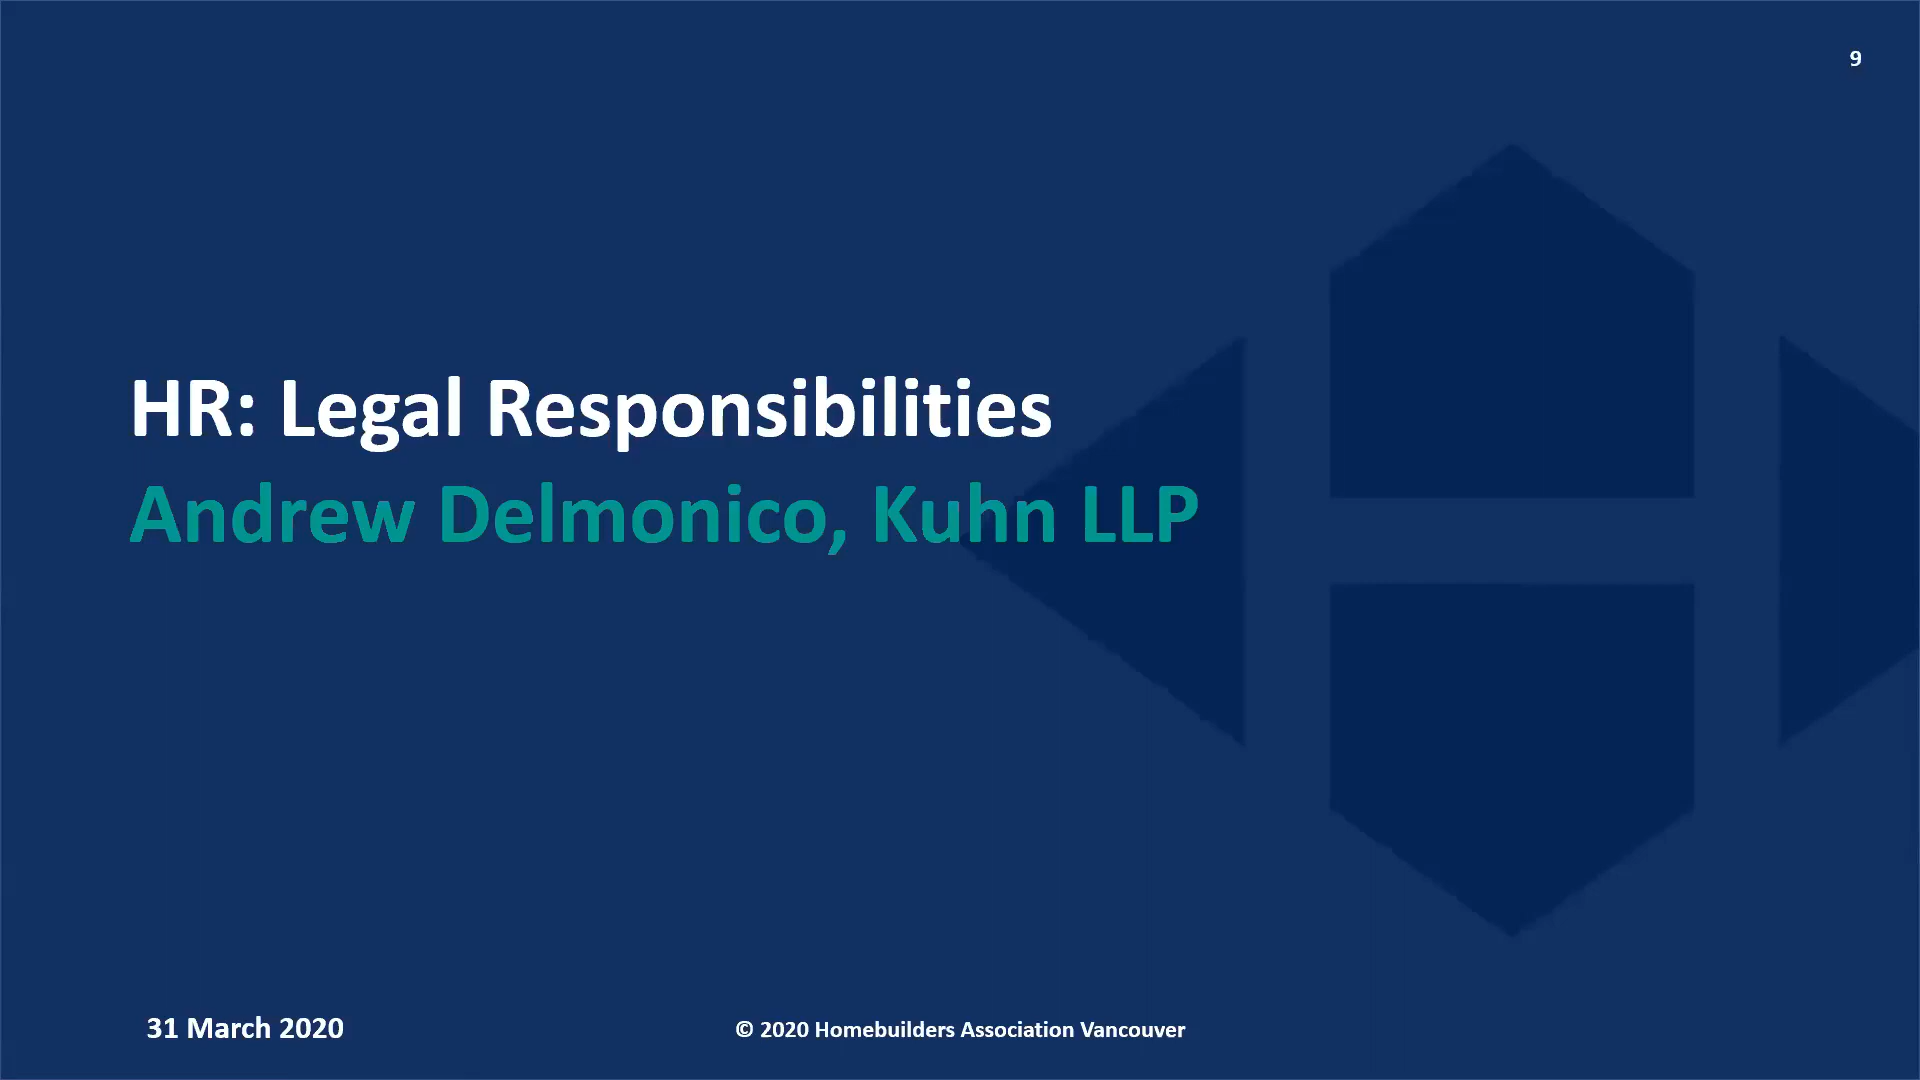 9
HR: Legal Responsibilities
Andrew Delmonico, Kuhn LLP
31 March 2020
© 2020 Homebuilders Association Vancouver